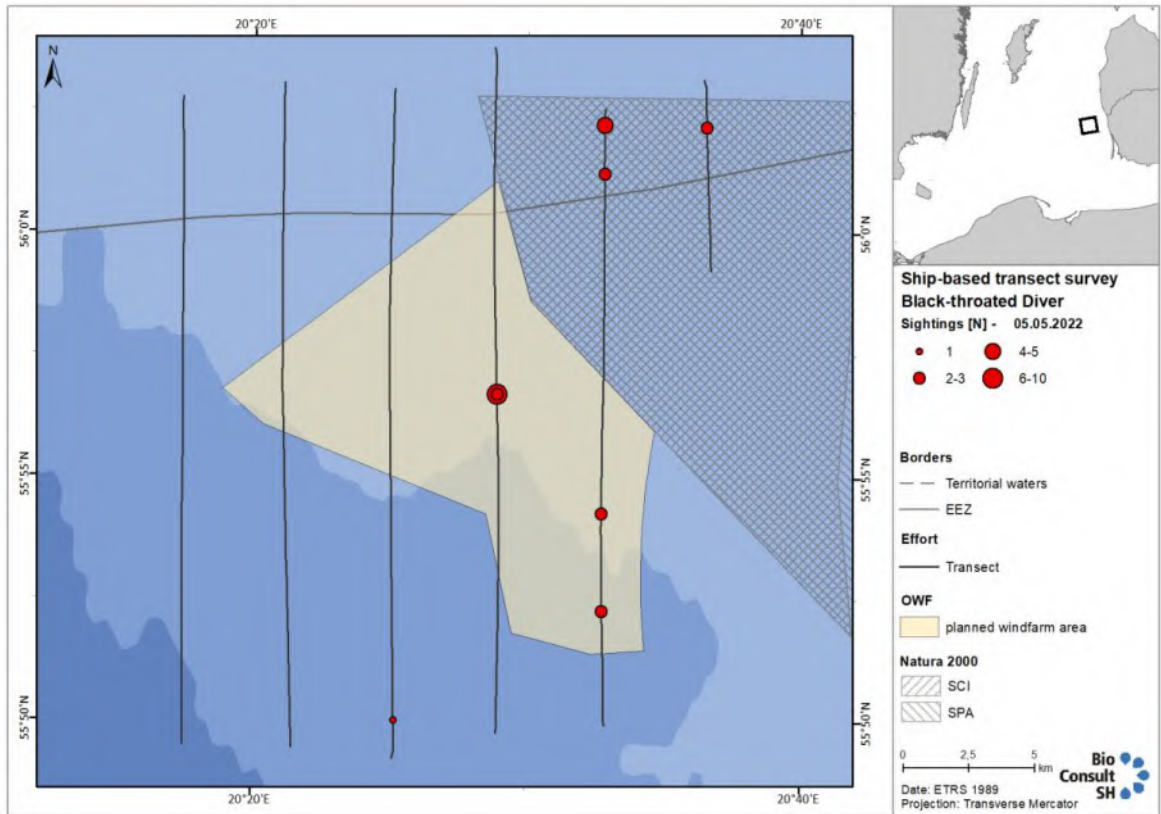 20°20'E
20°40'E
N
56°0'N
56°0'N
55°55'N
55°55'N
55°50'N
55°50'N
20°20'E
20°40'E
Ship-based transect survey
Black-throated Diver
Sightings [N] - 05.05.2022
1
4-5
2-3
6-10
Borders
Territorial waters
EEZ
Effort
Transect
OWF
planned windfarm area
Natura 2000
SCI
SPA
0 2,5 5
km
Date: ETRS 1989
Projection: Transverse Mercator
Bio
Consult
SH